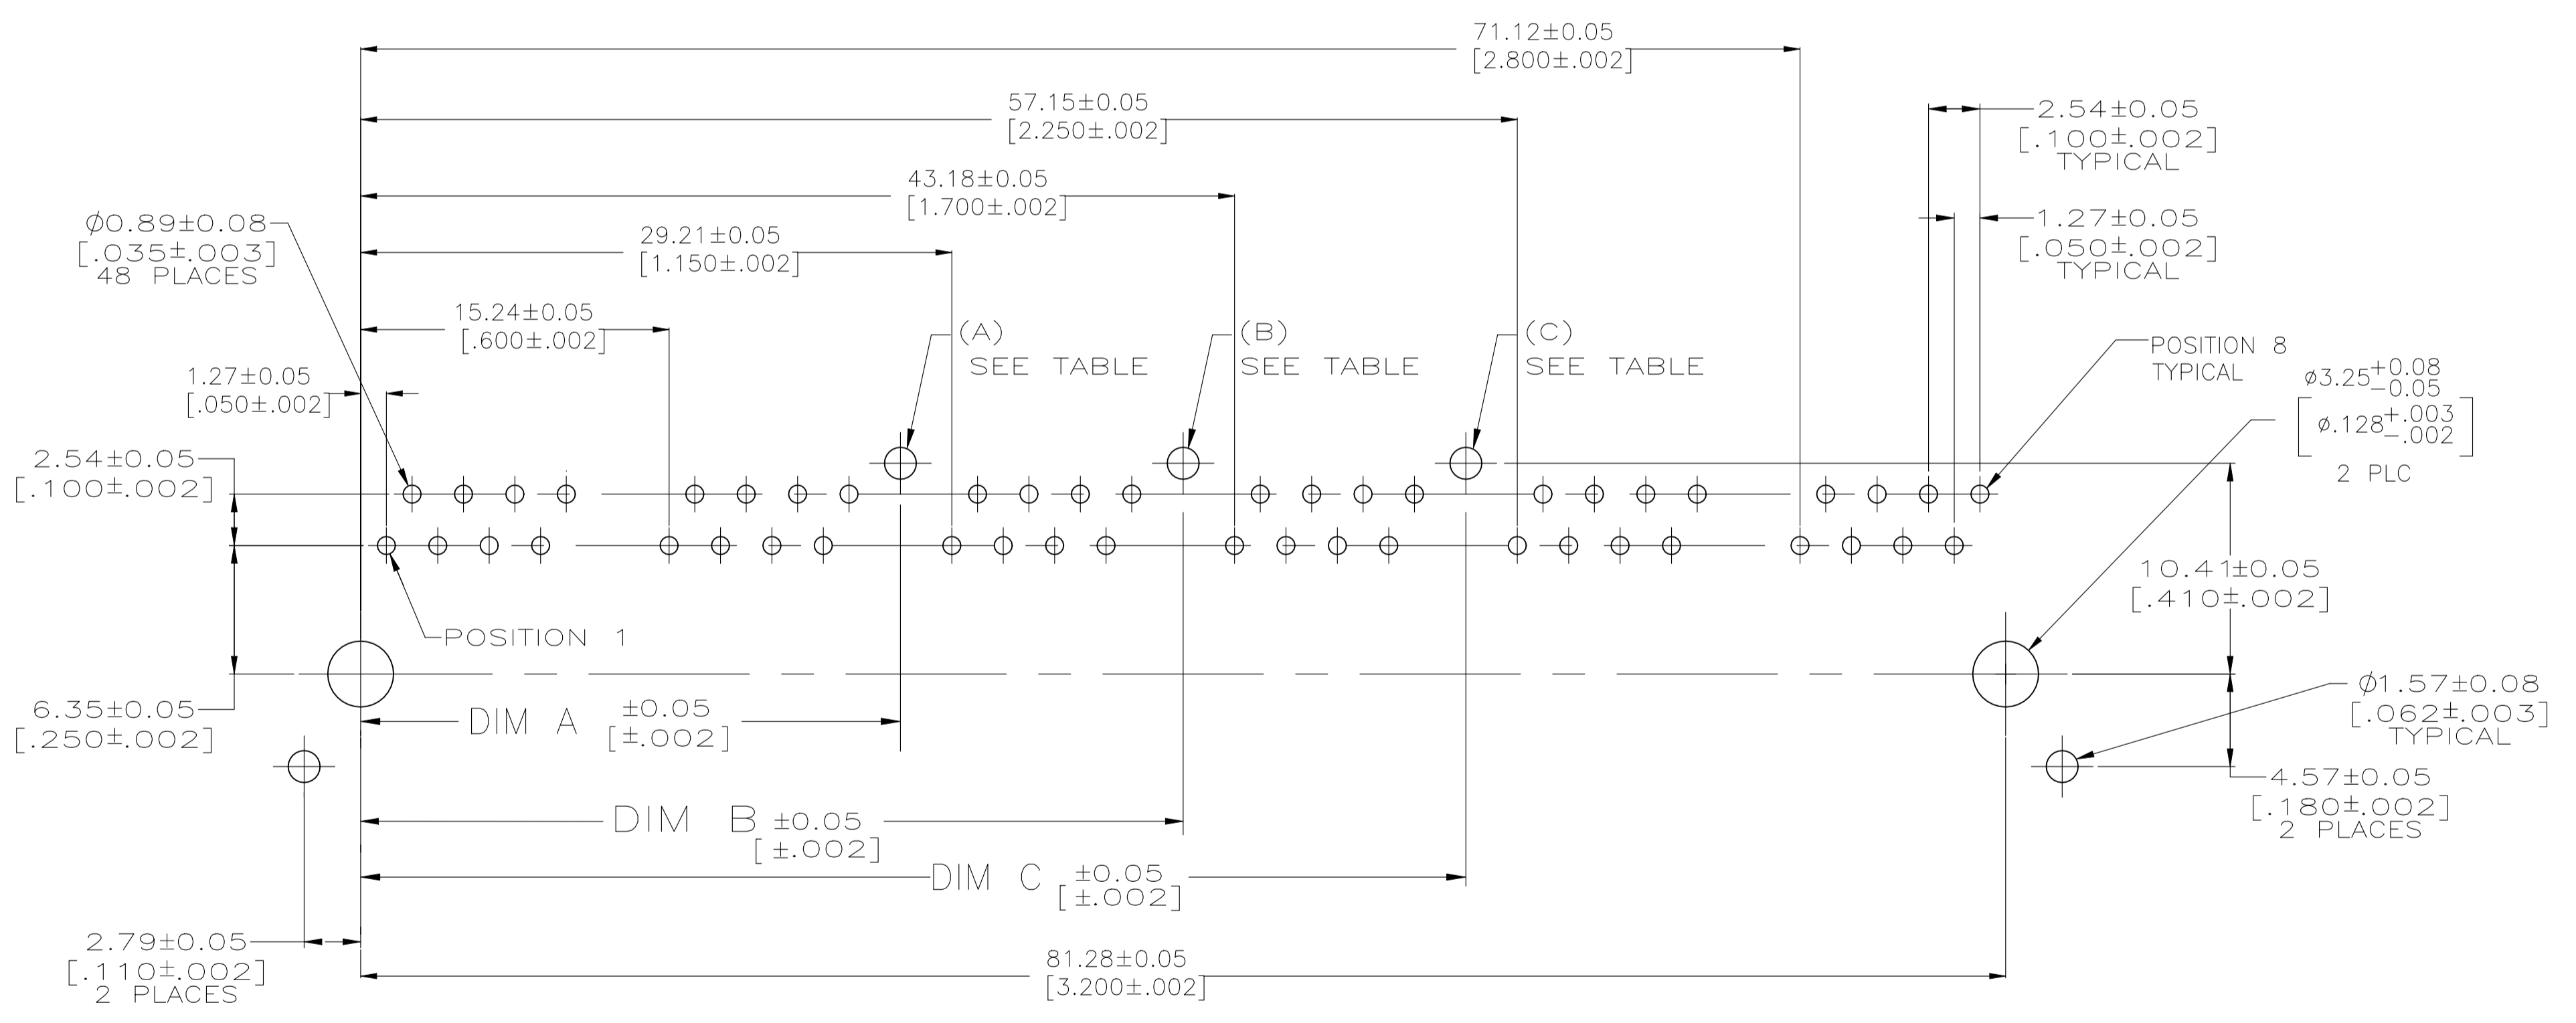 71.12±0.05
[2.800±.002]
57.15±0.05
[2.250±.002]
2.54±0.05
[.100±.002]
TYPICAL
43.18±0.05
[1.700±.002]
Ø0.89±0.08
[.035±.003]
48 PLACES
29.21±0.05
[1.150±.002]
1.27±0.05
[.050±.002]
TYPICAL
15.24±0.05
[.600±.002]
(A)
SEE TABLE
(B)
SEE TABLE
(C)
SEE TABLE
POSITION 8
TYPICAL
1.27±0.05
[.050±.002]
ø3.25+0.08
−0.05
[ø.128+.003
−.002]
2 PLC
2.54±0.05
[.100±.002]
10.41±0.05
[.410±.002]
POSITION 1
6.35±0.05
[.250±.002]
DIM A ±0.05
[±.002]
Ø1.57±0.08
[.062±.003]
TYPICAL
4.57±0.05
[.180±.002]
2 PLACES
DIM B ±0.05
[±.002]
DIM C ±0.05
[±.002]
2.79±0.05
[.110±.002]
2 PLACES
81.28±0.05
[3.200±.002]